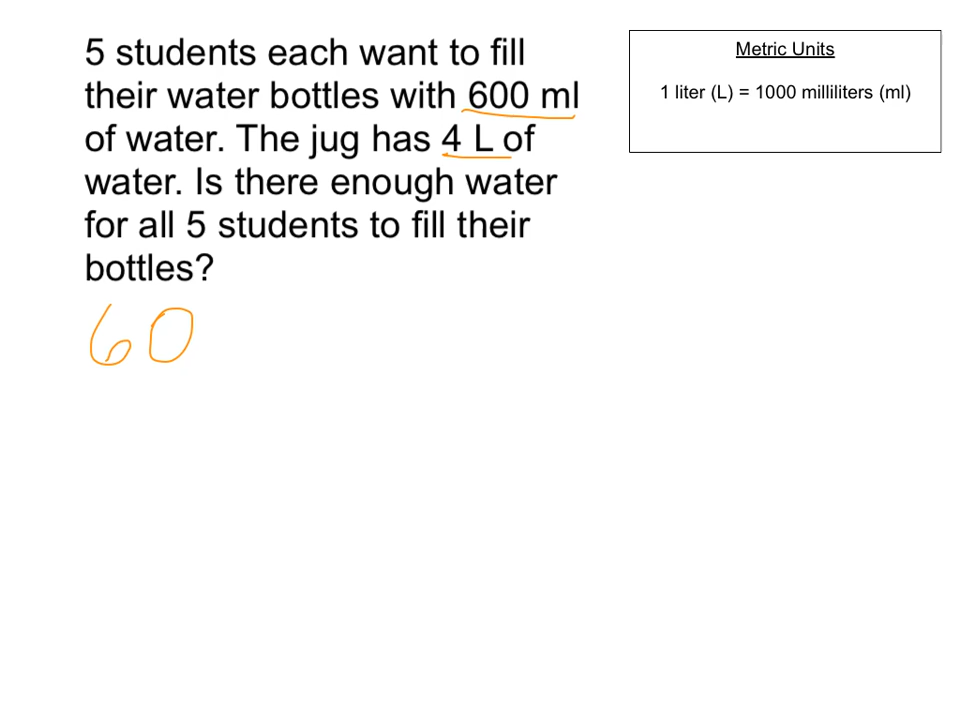 5 students each want to fill
their water bottles with 600 ml
of water. The jug has 4 L of
water. Is there enough water
for all 5 students to fill their
bottles?
60
Metric Units
1 liter (L) = 1000 milliliters (ml)